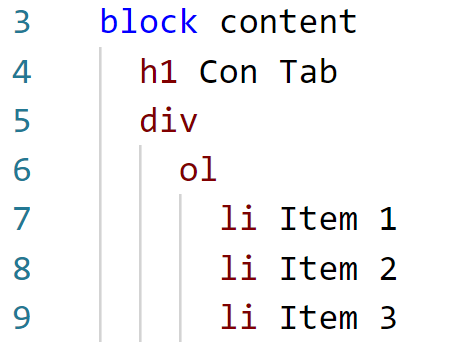 3 block content
4 h1 Con Tab
5 div
6 ol
7 li Item 1
8 li Item 2
9 li Item 3